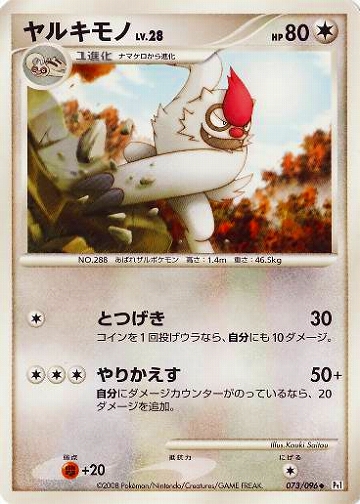 ヤルキモノ LV.28 HP 80
1進化 ナマケロから進化
NO.288 あばれザルポケモン 高さ：1.4m 重さ：46.5kg
とつげき 30
コインを1回投げウラなら、自分にも10ダメージ。
やりかえす 50+
自分にダメージカウンターがのっているなら、20
ダメージを追加。
Illus. Kouki Saitou
弱点 抵抗力 にげる
+20
©2008 Pokémon/Nintendo/Creatures/GAME FREAK. 073/096 Pt1